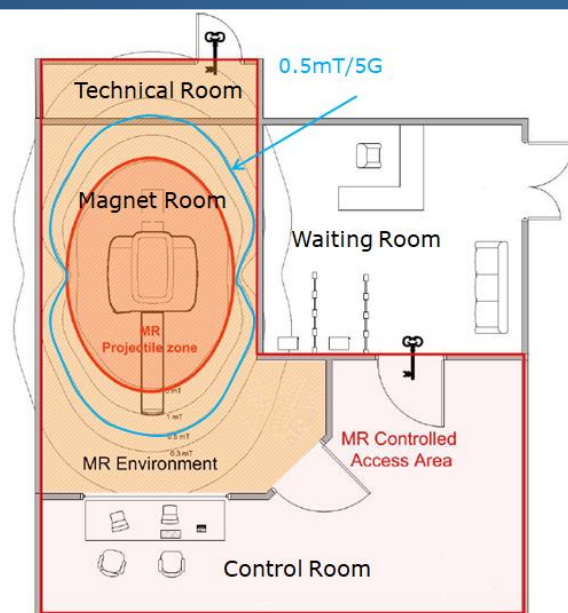 0.5mT/5G
Technical Room
Magnet Room
Waiting Room
MR
Projectile zone
1 mT
0.5 mT
0.3 mT
MR Environment
MR Controlled
Access Area
Control Room